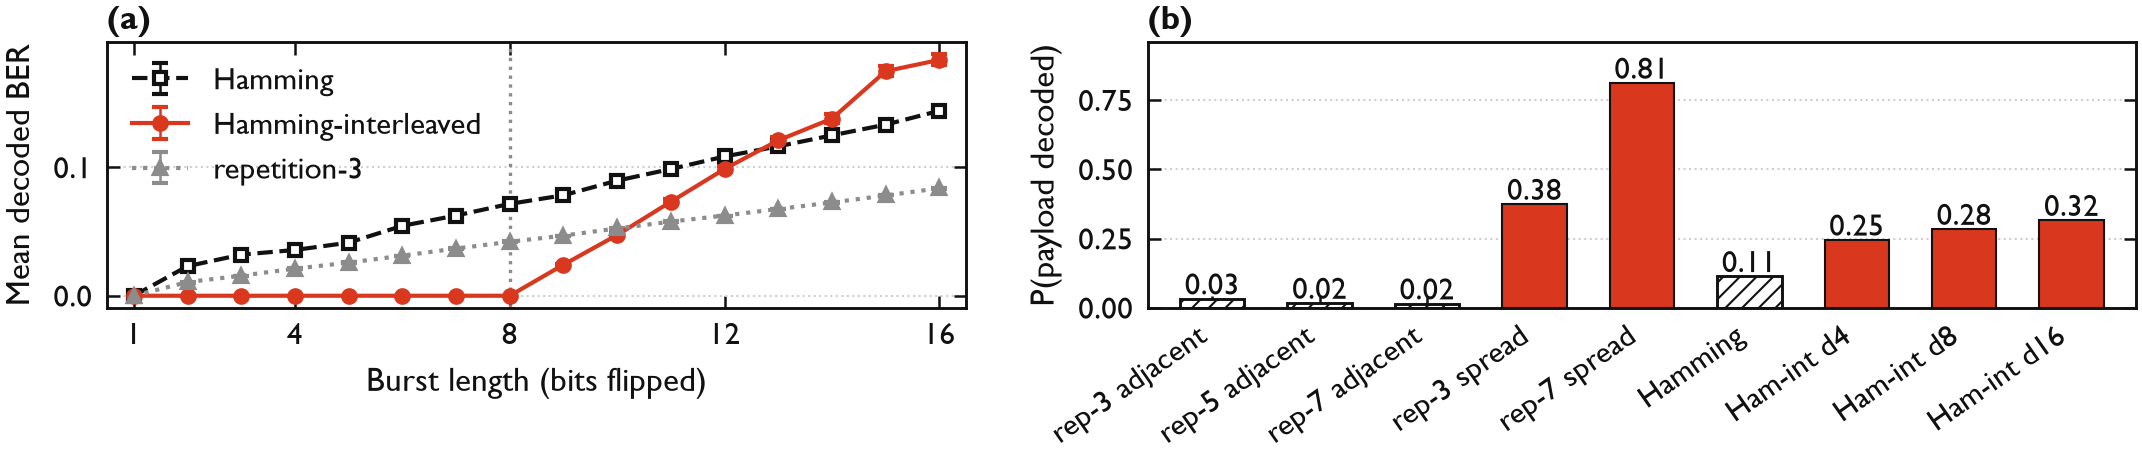 (a)
Mean decoded BER
0.1
0.0
Hamming
Hamming-interleaved
repetition-3
1 4 8 12 16
Burst length (bits flipped)
(b)
P(payload decoded)
0.75
0.50
0.25
0.00
0.03 0.02 0.02 0.38 0.81 0.11 0.25 0.28 0.32
rep-3 adjacent
rep-5 adjacent
rep-7 adjacent
rep-3 spread
rep-7 spread
Hamming
Ham-int d4
Ham-int d8
Ham-int d16